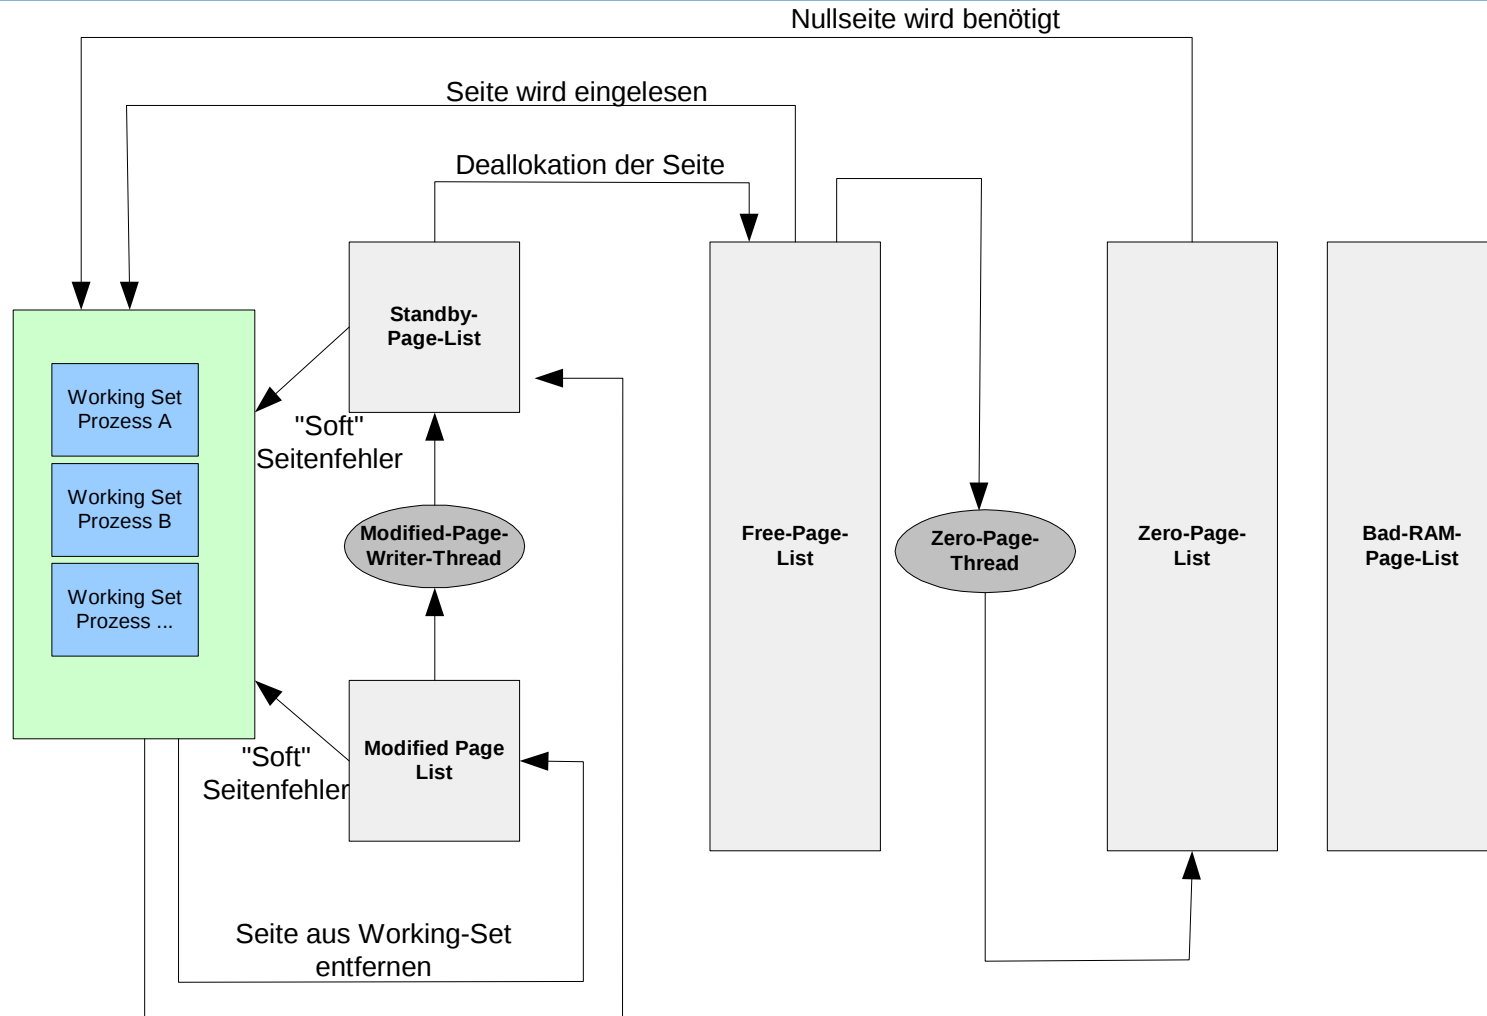 Nullseite wird benötigt
Seite wird eingelesen
Deallokation der Seite
Standby-
Page-List
Working Set
Prozess A
"Soft"
Seitenfehler
Working Set
Prozess B
Modified-Page-
Writer-Thread
Free-Page-
List
Zero-Page-
Thread
Zero-Page-
List
Bad-RAM-
Page-List
Working Set
Prozess ...
"Soft"
Seitenfehler
Modified Page
List
Seite aus Working-Set
entfernen